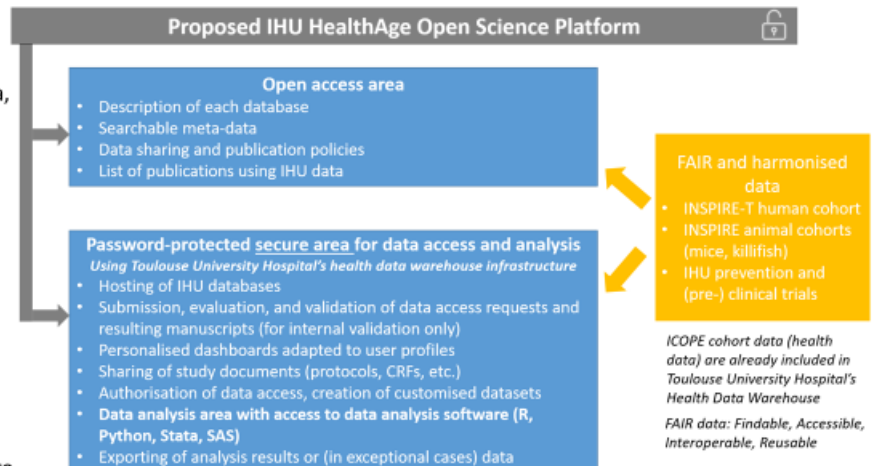 Proposed IHU HealthAge Open Science Platform
Open access area
• Description of each database
• Searchable meta-data
• Data sharing and publication policies
• List of publications using IHU data
Password-protected secure area for data access and analysis
Using Toulouse University Hospital's health data warehouse infrastructure
• Hosting of IHU databases
• Submission, evaluation, and validation of data access requests and
resulting manuscripts (for internal validation only)
• Personalised dashboards adapted to user profiles
• Sharing of study documents (protocols, CRFs, etc.)
• Authorisation of data access, creation of customised datasets
• Data analysis area with access to data analysis software (R,
Python, Stata, SAS)
• Exporting of analysis results or (in exceptional cases) data
FAIR and harmonised
data
• INSPIRE-T human cohort
• INSPIRE animal cohorts
(mice, killifish)
• IHU prevention and
(pre-) clinical trials
ICOPE cohort data (health
data) are already included in
Toulouse University Hospital's
Health Data Warehouse
FAIR data: Findable, Accessible,
Interoperable, Reusable